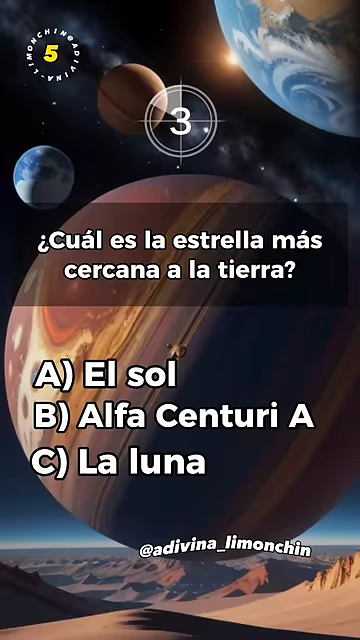 LIMONCHIN@ADIVINA-
5
3
¿Cuál es la estrella más
cercana a la tierra?
A) El sol
B) Alfa Centuri A
C) La luna
@adivina_limonchin